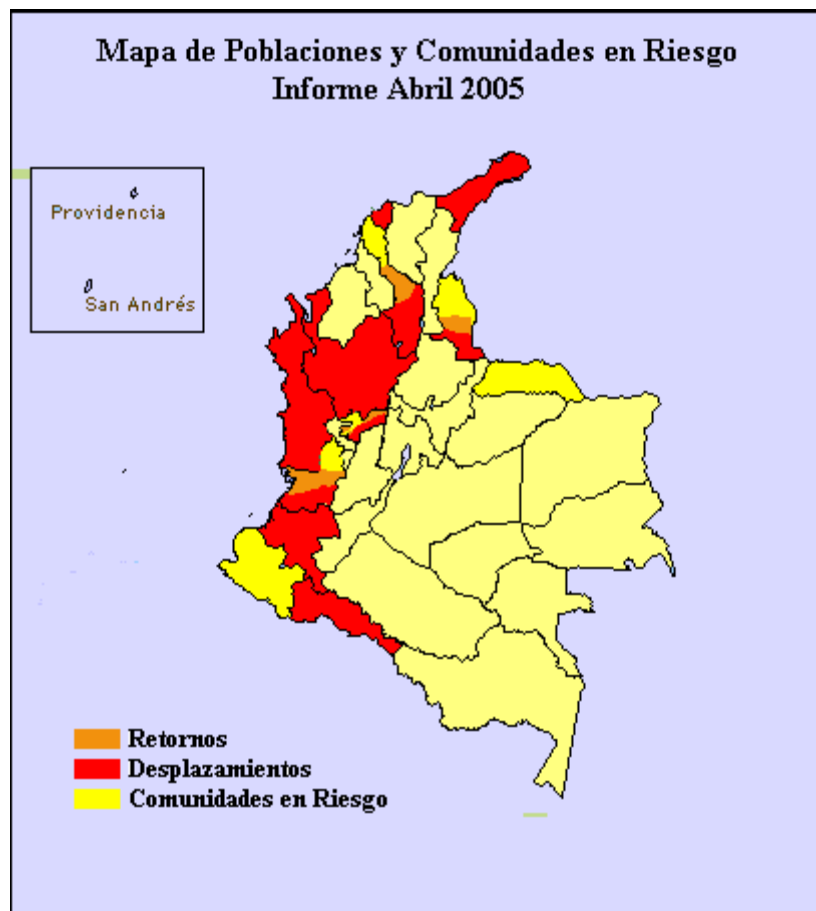 Mapa de Poblaciones y Comunidades en Riesgo
Informe Abril 2005
Providencia
San Andrés
Retornos
Desplazamientos
Comunidades en Riesgo